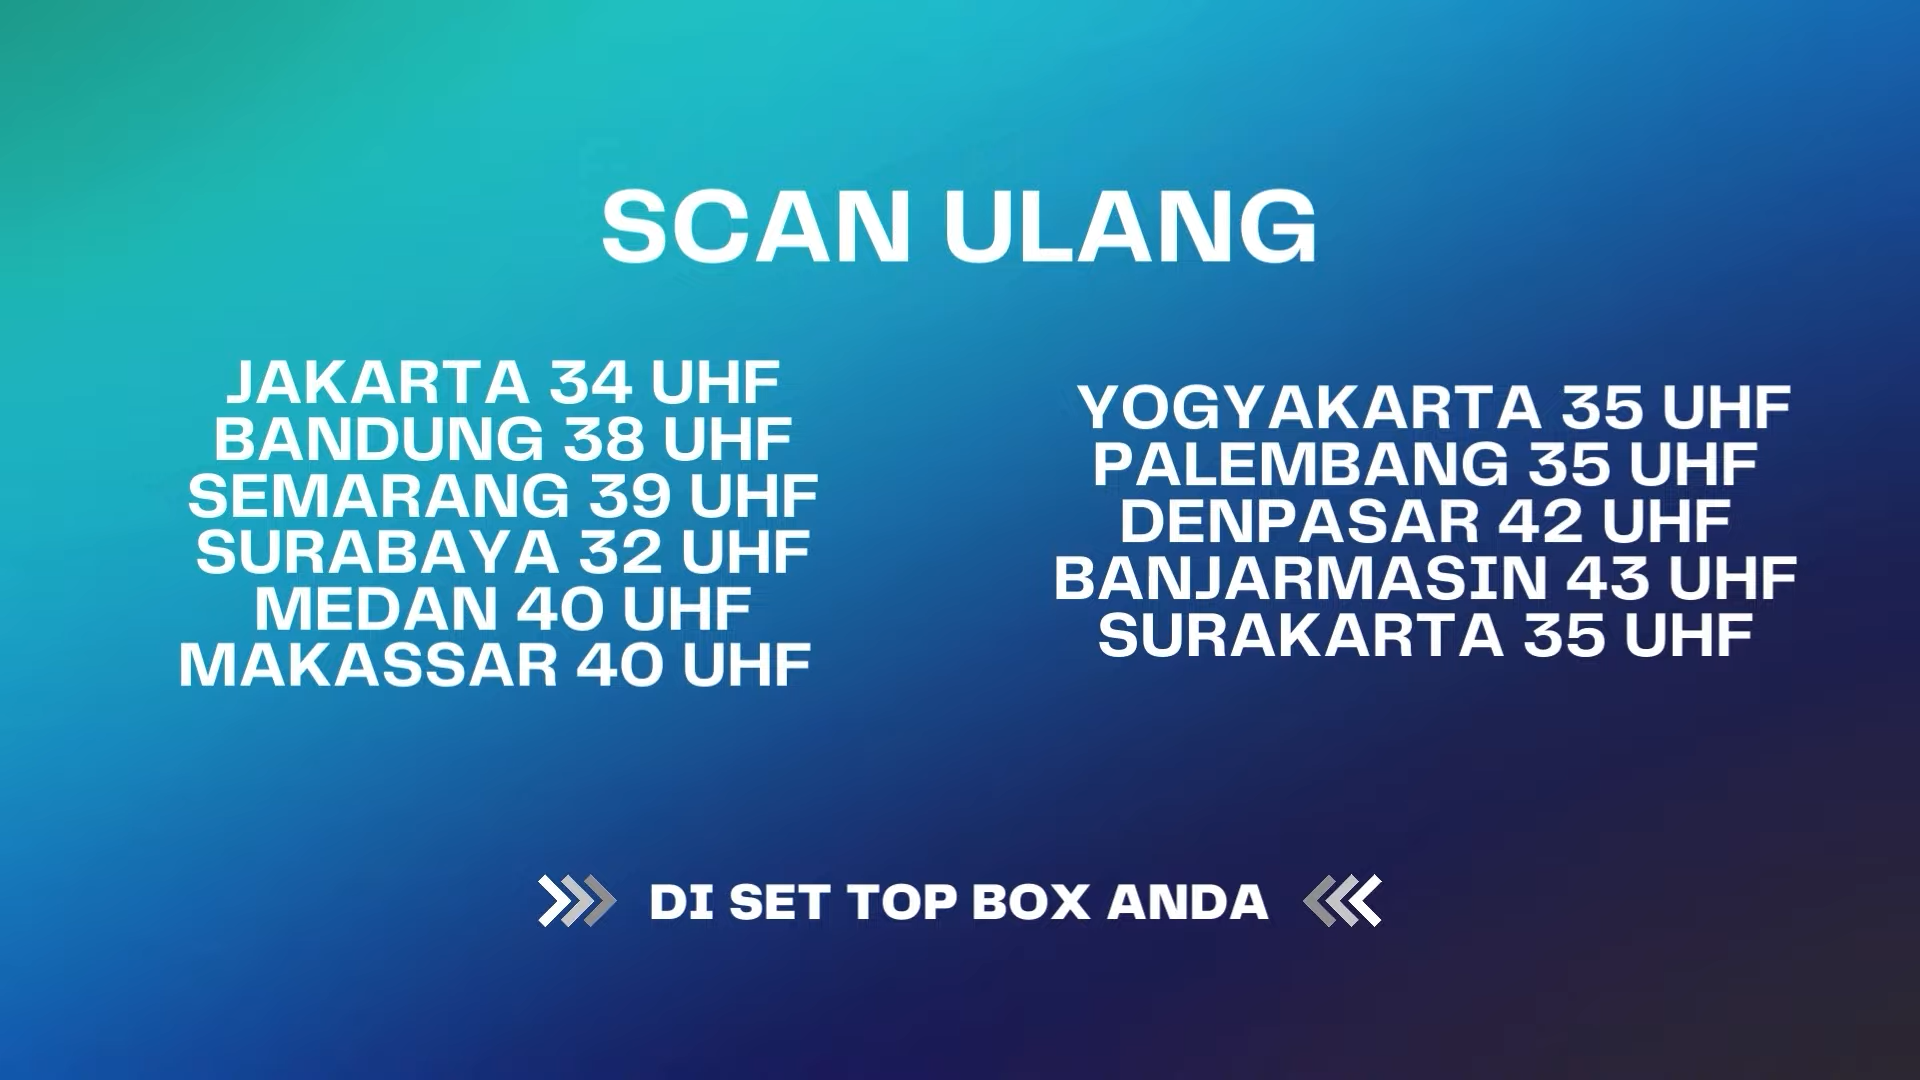 SCAN ULANG
JAKARTA 34 UHF
BANDUNG 38 UHF
SEMARANG 39 UHF
SURABAYA 32 UHF
MEDAN 40 UHF
MAKASSAR 40 UHF
YOGYAKARTA 35 UHF
PALEMBANG 35 UHF
DENPASAR 42 UHF
BANJARMASIN 43 UHF
SURAKARTA 35 UHF
DI SET TOP BOX ANDA